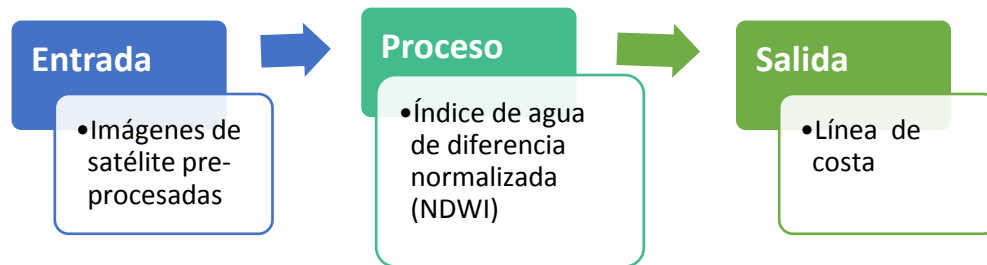 Entrada
•Imágenes de
satélite pre-
procesadas
Proceso
•Índice de agua
de diferencia
normalizada
(NDWI)
Salida
•Línea de
costa